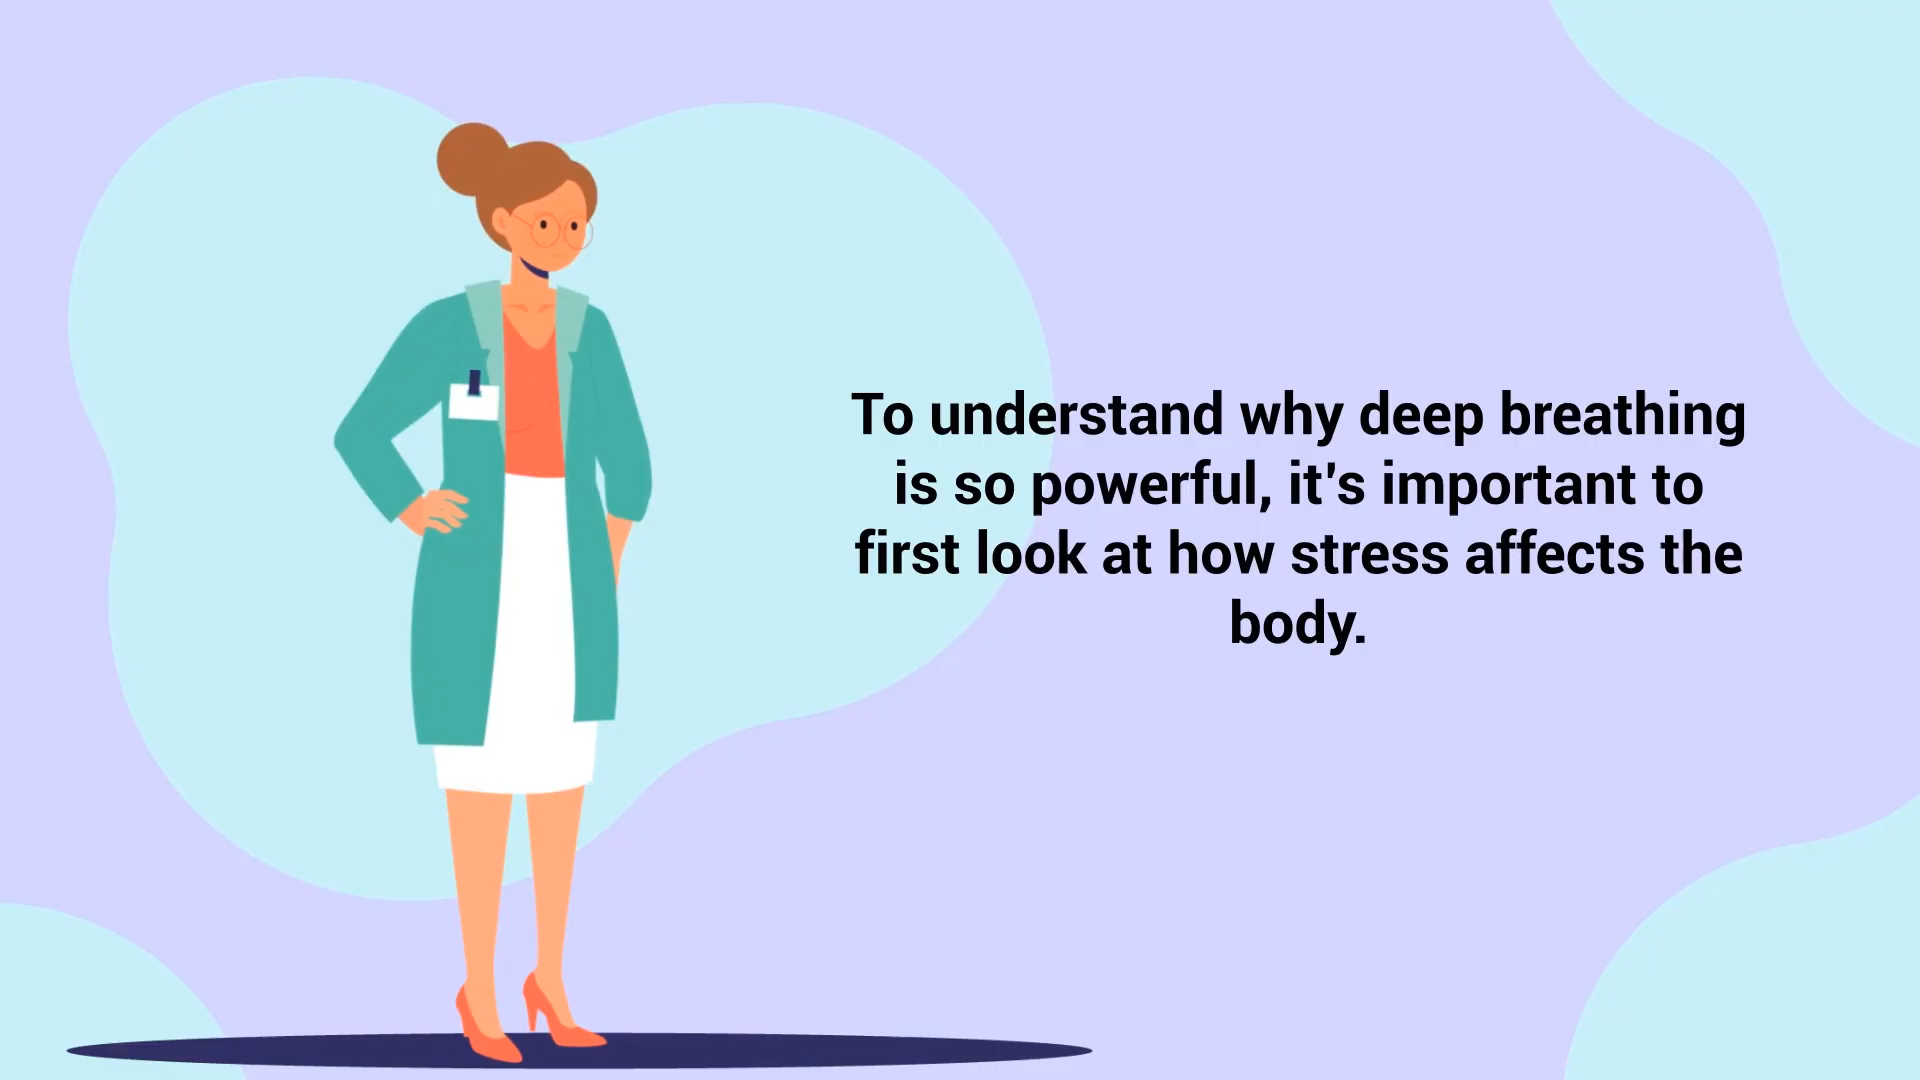 To understand why deep breathing
is so powerful, it's important to
first look at how stress affects the
body.